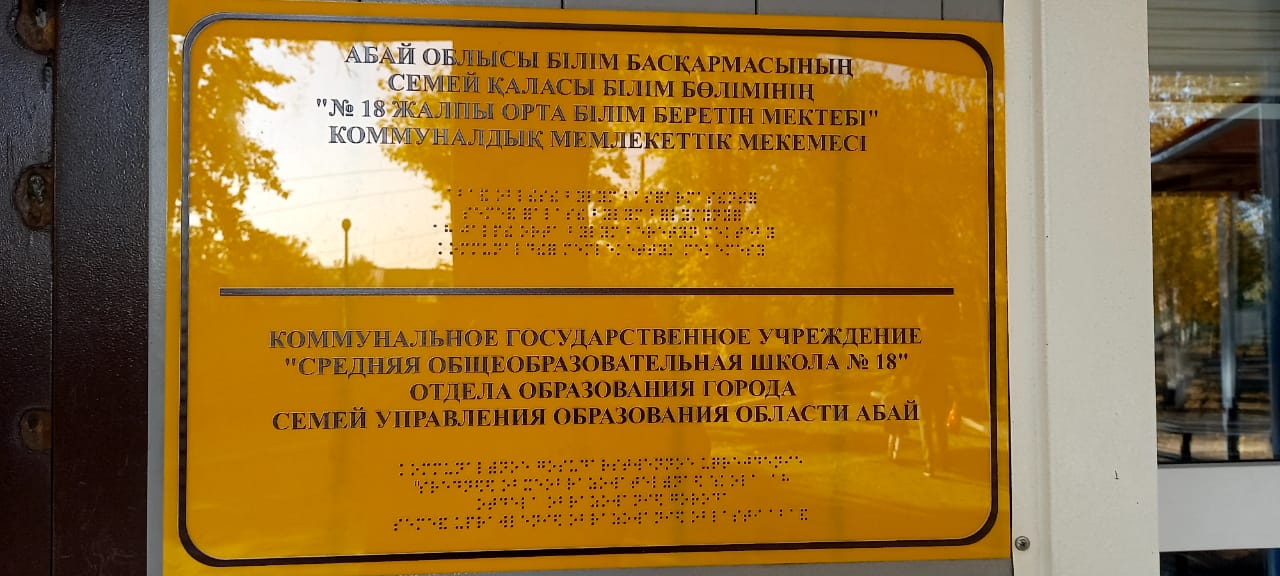 АБАЙ ОБЛЫСЫ БІЛІМ БАСҚАРМАСЫНЫҢ
СЕМЕЙ ҚАЛАСЫ БІЛІМ БӨЛІМІНІҢ
"№ 18 ЖАЛПЫ ОРТА БІЛІМ БЕРЕТІН МЕКТЕБІ"
КОММУНАЛДЫҚ МЕМЛЕКЕТТІК МЕКЕМЕСІ
КОММУНАЛЬНОЕ ГОСУДАРСТВЕННОЕ УЧРЕЖДЕНИЕ
"СРЕДНЯЯ ОБЩЕОБРАЗОВАТЕЛЬНАЯ ШКОЛА № 18"
ОТДЕЛА ОБРАЗОВАНИЯ ГОРОДА
СЕМЕЙ УПРАВЛЕНИЯ ОБРАЗОВАНИЯ ОБЛАСТИ АБАЙ